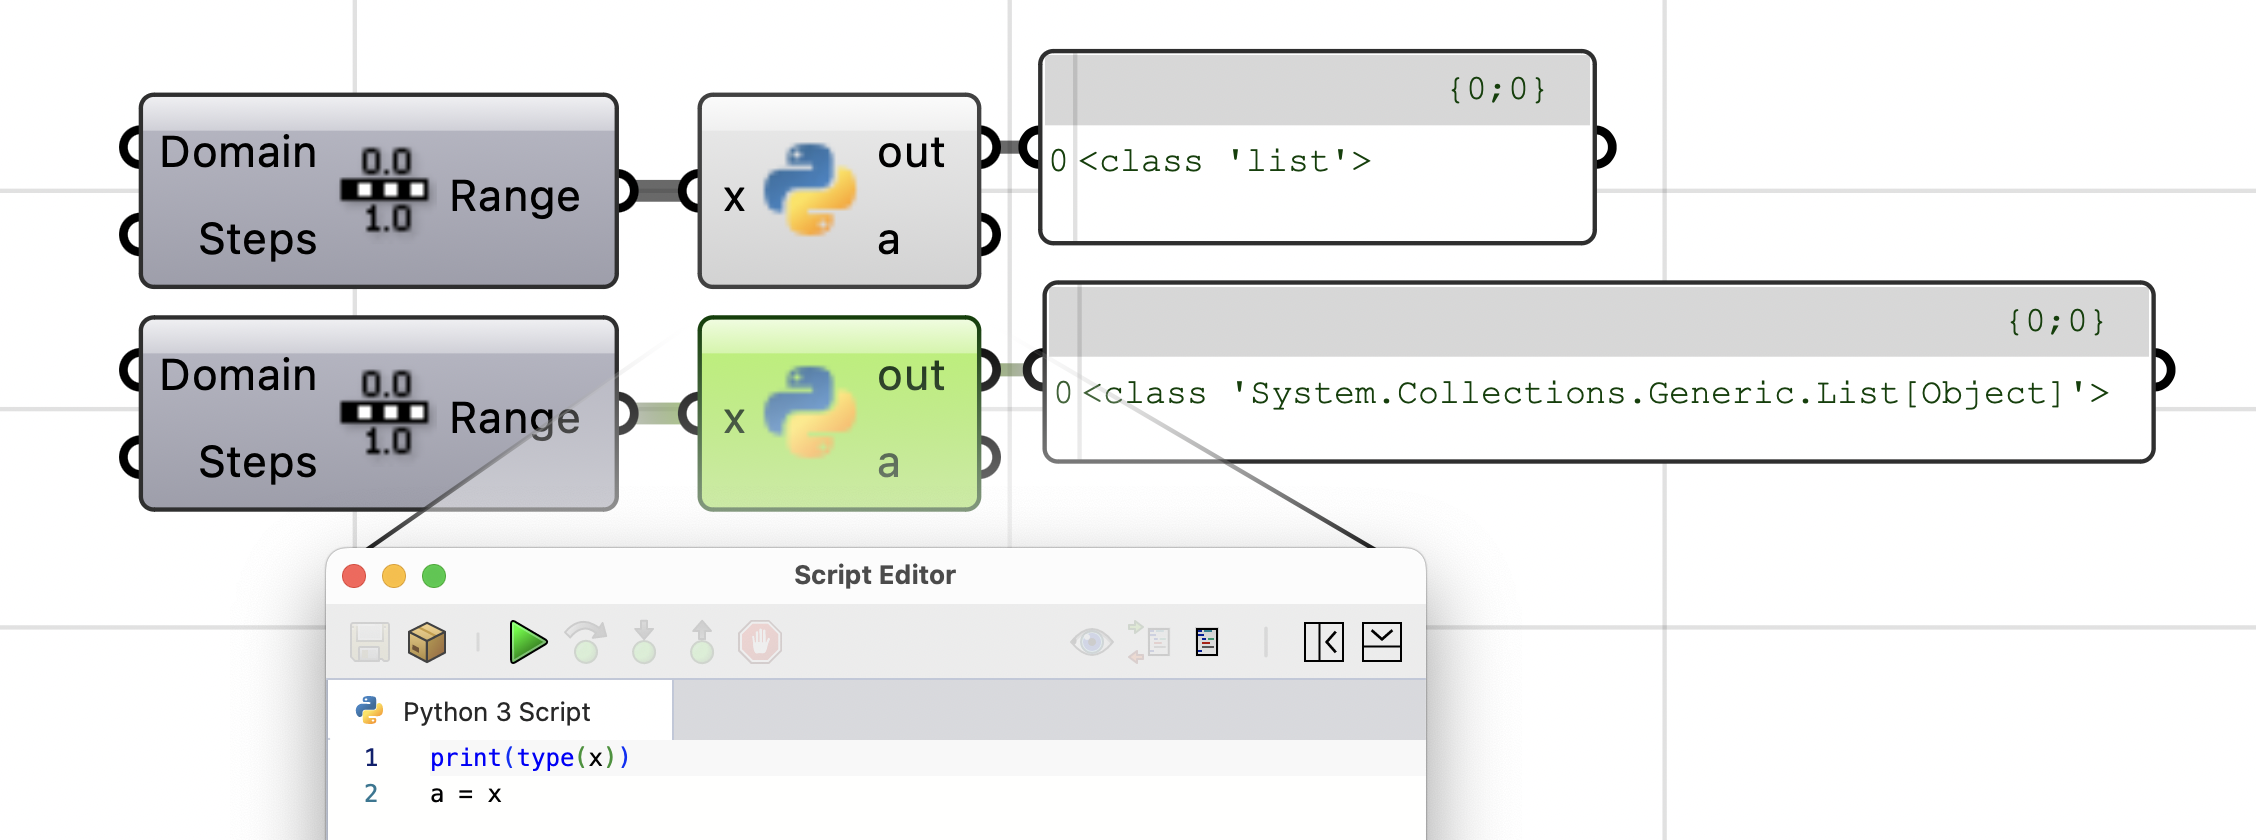 Domain
Steps
0.0
1.0
Range
x
out
a
{0;0}
0 <class 'list'>
Domain
Steps
0.0
1.0
Range
x
out
a
{0;0}
0 <class 'System.Collections.Generic.List[Object]'>
Script Editor
Python 3 Script
1 print(type(x))
2 a = x